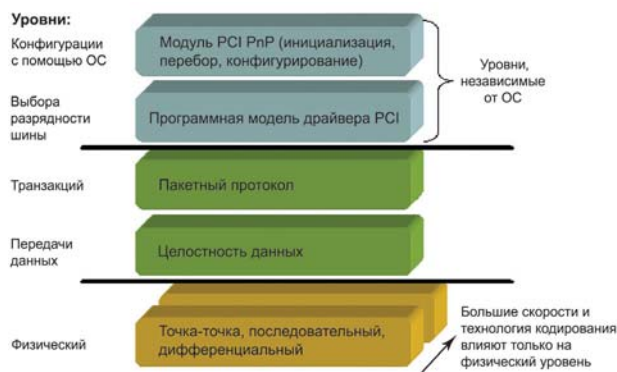 Уровни:
Конфигурации
с помощью ОС
Модуль PCI PnP (инициализация,
перебор, конфигурирование)
Уровни,
независимые
от ОС
Выбора
разрядности
шины
Программная модель драйвера PCI
Транзакций
Пакетный протокол
Передачи
данных
Целостность данных
Физический
Точка-точка, последовательный,
дифференциальный
Большие скорости и
технология кодирования
влияют только на
физический уровень